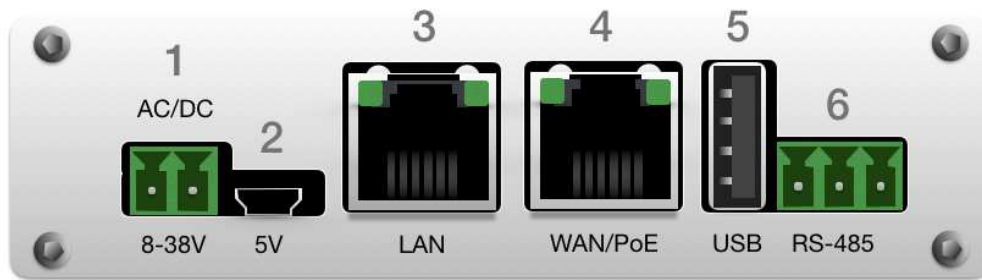 1
2
3
4
5
6
AC/DC
8-38V
5V
LAN
WAN/PoE
USB
RS-485